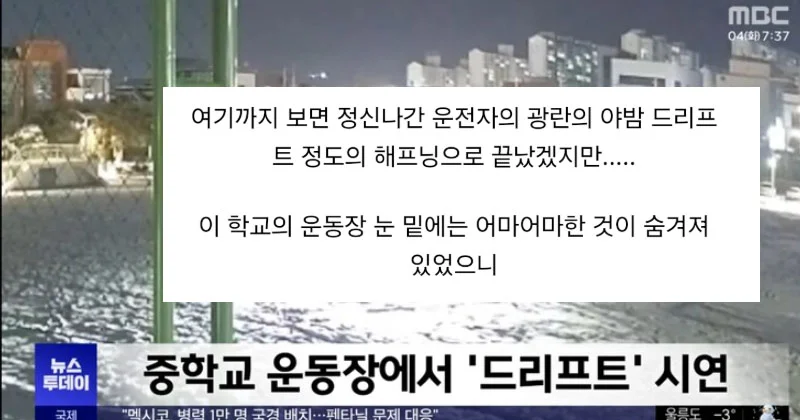 MBC
04(화)7:37
여기까지 보면 정신나간 운전자의 광란의 야밤 드리프
트 정도의 해프닝으로 끝났겠지만.....
이 학교의 운동장 눈 밑에는 어마어마한 것이 숨겨져
있었으니
뉴스
투데이
중학교 운동장에서 '드리프트' 시연
국제
"멕시코, 병력 1만 명 국경 배치…펜타닐 문제 대응"
울릉도
-3°